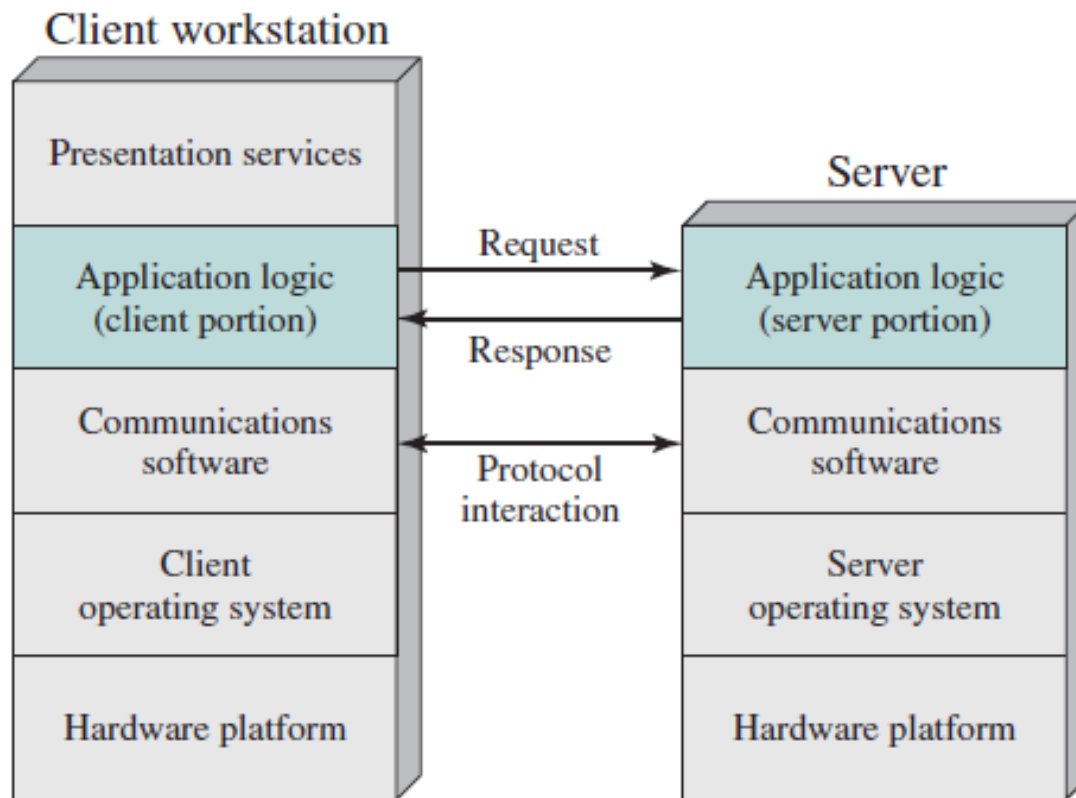 Client workstation
Presentation services
Application logic
(client portion)
Communications
software
Client
operating system
Hardware platform
Request
Response
Protocol
interaction
Server
Application logic
(server portion)
Communications
software
Server
operating system
Hardware platform